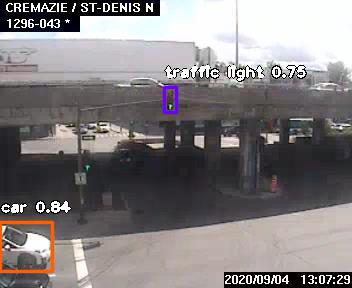 CREMAZIE / ST-DENIS N
1296-043 *
traffic light 0.75
car 0.84
2020/09/04 13:07:29